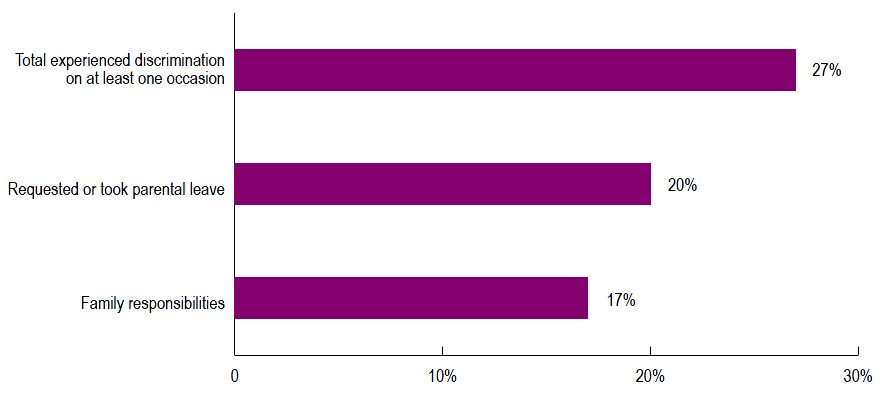 Total experienced discrimination
on at least one occasion
27%
Requested or took parental leave
20%
Family responsibilities
17%
0
10%
20%
30%